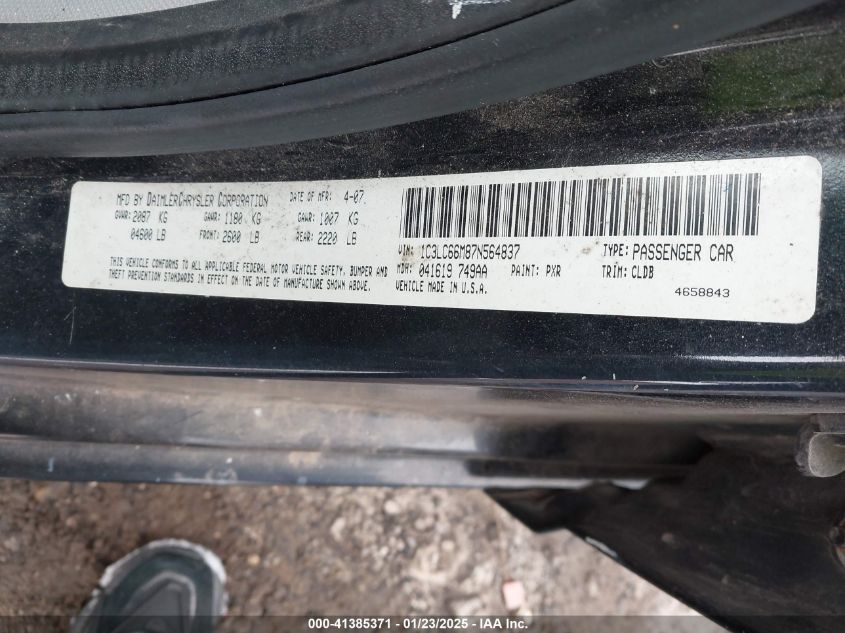 MFD BY DAIMLERCHRYSLER CORPORATION DATE OF MFR: 4-07.
GVWR: 2087 KG GAWR: 1180 KG GAWR: 1007 KG
04600 LB FRONT: 2600 LB REAR: 2220 LB
THIS VEHICLE CONFORMS TO ALL APPLICABLE FEDERAL MOTOR VEHICLE SAFETY, BUMPER AND
THEFT PREVENTION STANDARDS IN EFFECT ON THE DATE OF MANUFACTURE SHOWN ABOVE.
VIN: 1C3LC66M87N564837 TYPE: PASSENGER CAR
MDH: 041619 749AA PAINT: PXR TRIM: CLDB
VEHICLE MADE IN U.S.A.
4658843
000-41385371 - 01/23/2025 - IAA Inc.